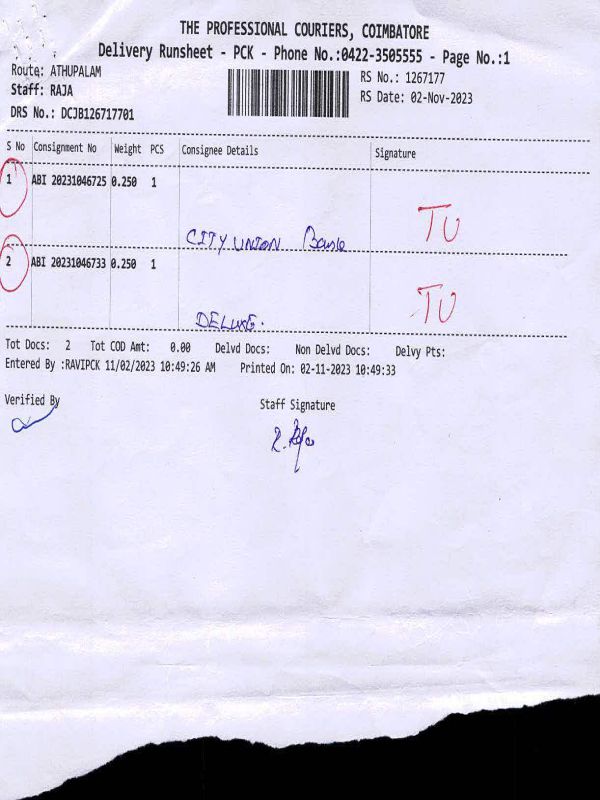 THE PROFESSIONAL COURIERS, COIMBATORE
Delivery Runsheet - PCK - Phone No.:0422-3505555 - Page No.:1
Route: ATHUPALAM
RS No.: 1267177
Staff: RAJA
RS Date: 02-Nov-2023
DRS No.: DCJB126717701
S No Consignment No Weight PCS Consignee Details Signature
1 ABI 20231046725 0.250 1
CITY UNION Bank TU
2 ABI 20231046733 0.250 1
DELUXE. TU
Tot Docs: 2 Tot COD Amt: 0.00 Delvd Docs: Non Delvd Docs: Delvy Pts:
Entered By :RAVIPCK 11/02/2023 10:49:26 AM Printed On: 02-11-2023 10:49:33
Verified By Staff Signature